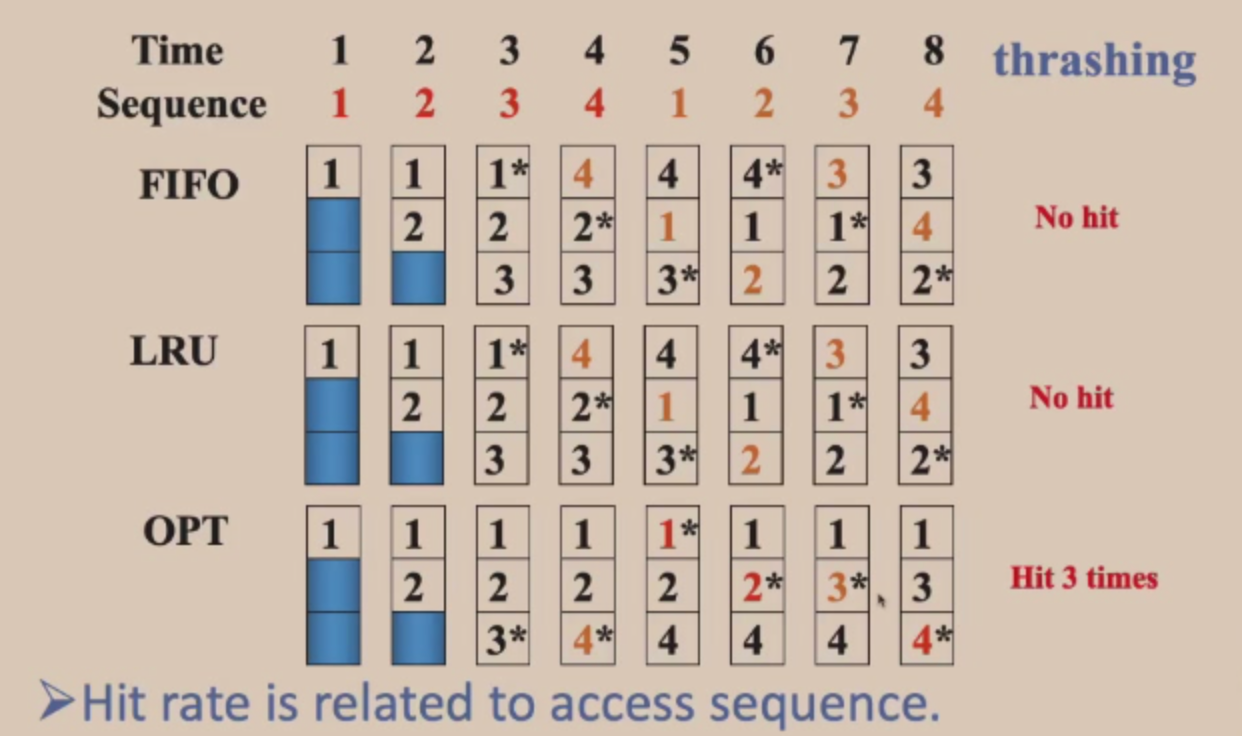 Time 1 2 3 4 5 6 7 8 thrashing
Sequence 1 2 3 4 1 2 3 4
FIFO
1 1 1* 4 4 4* 3 3
2 2 2* 1 1 1* 4
3 3 3* 2 2 2*
No hit
LRU
1 1 1* 4 4 4* 3 3
2 2 2* 1 1 1* 4
3 3 3* 2 2 2*
No hit
OPT
1 1 1 1 1* 1 1 1
2 2 2 2 2* 3* 3
3* 4* 4 4 4 4*
Hit 3 times
➢Hit rate is related to access sequence.